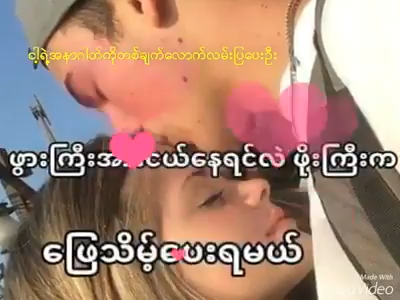 ငါ့ရဲ့အနာဂါတ်ကိုတစ်ချက်လောက်လမ်းပြပေးဦး
ဖွားကြီးအ ငယ်နေရင်လဲ ဖိုးကြီးက
ဖြေသိမ့်ပေးရမယ်
Made With
Video